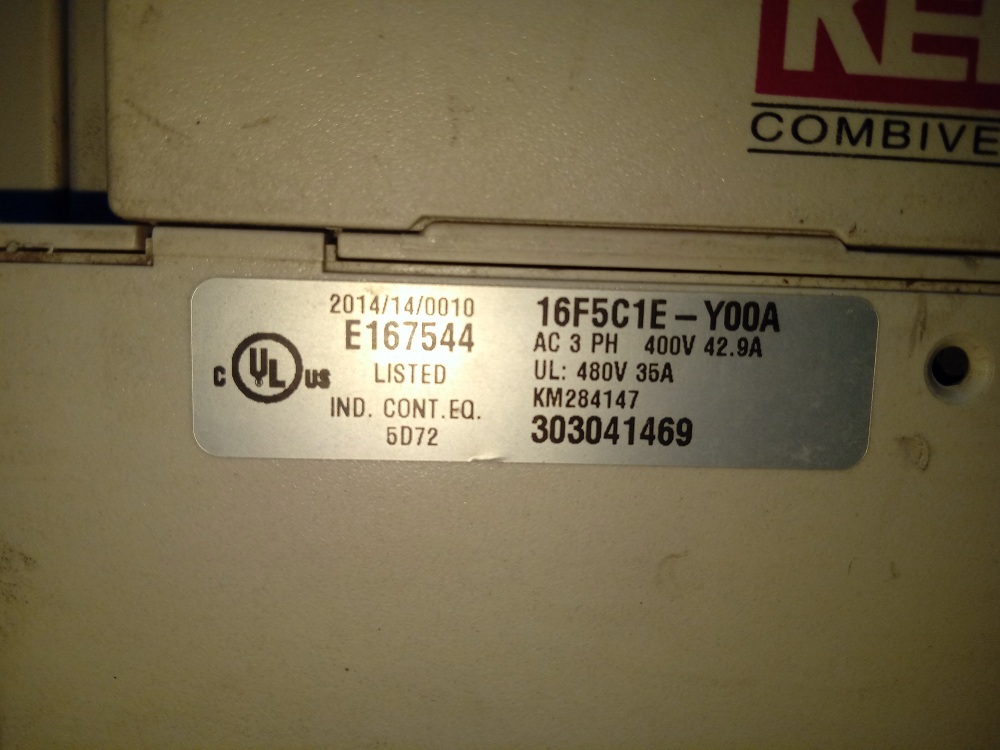 COMBIVE
2014/14/0010
E167544
C UL US
LISTED
IND. CONT.EQ.
5D72
16F5C1E – Y00A
AC 3 PH 400V 42.9A
UL: 480V 35A
KM284147
303041469